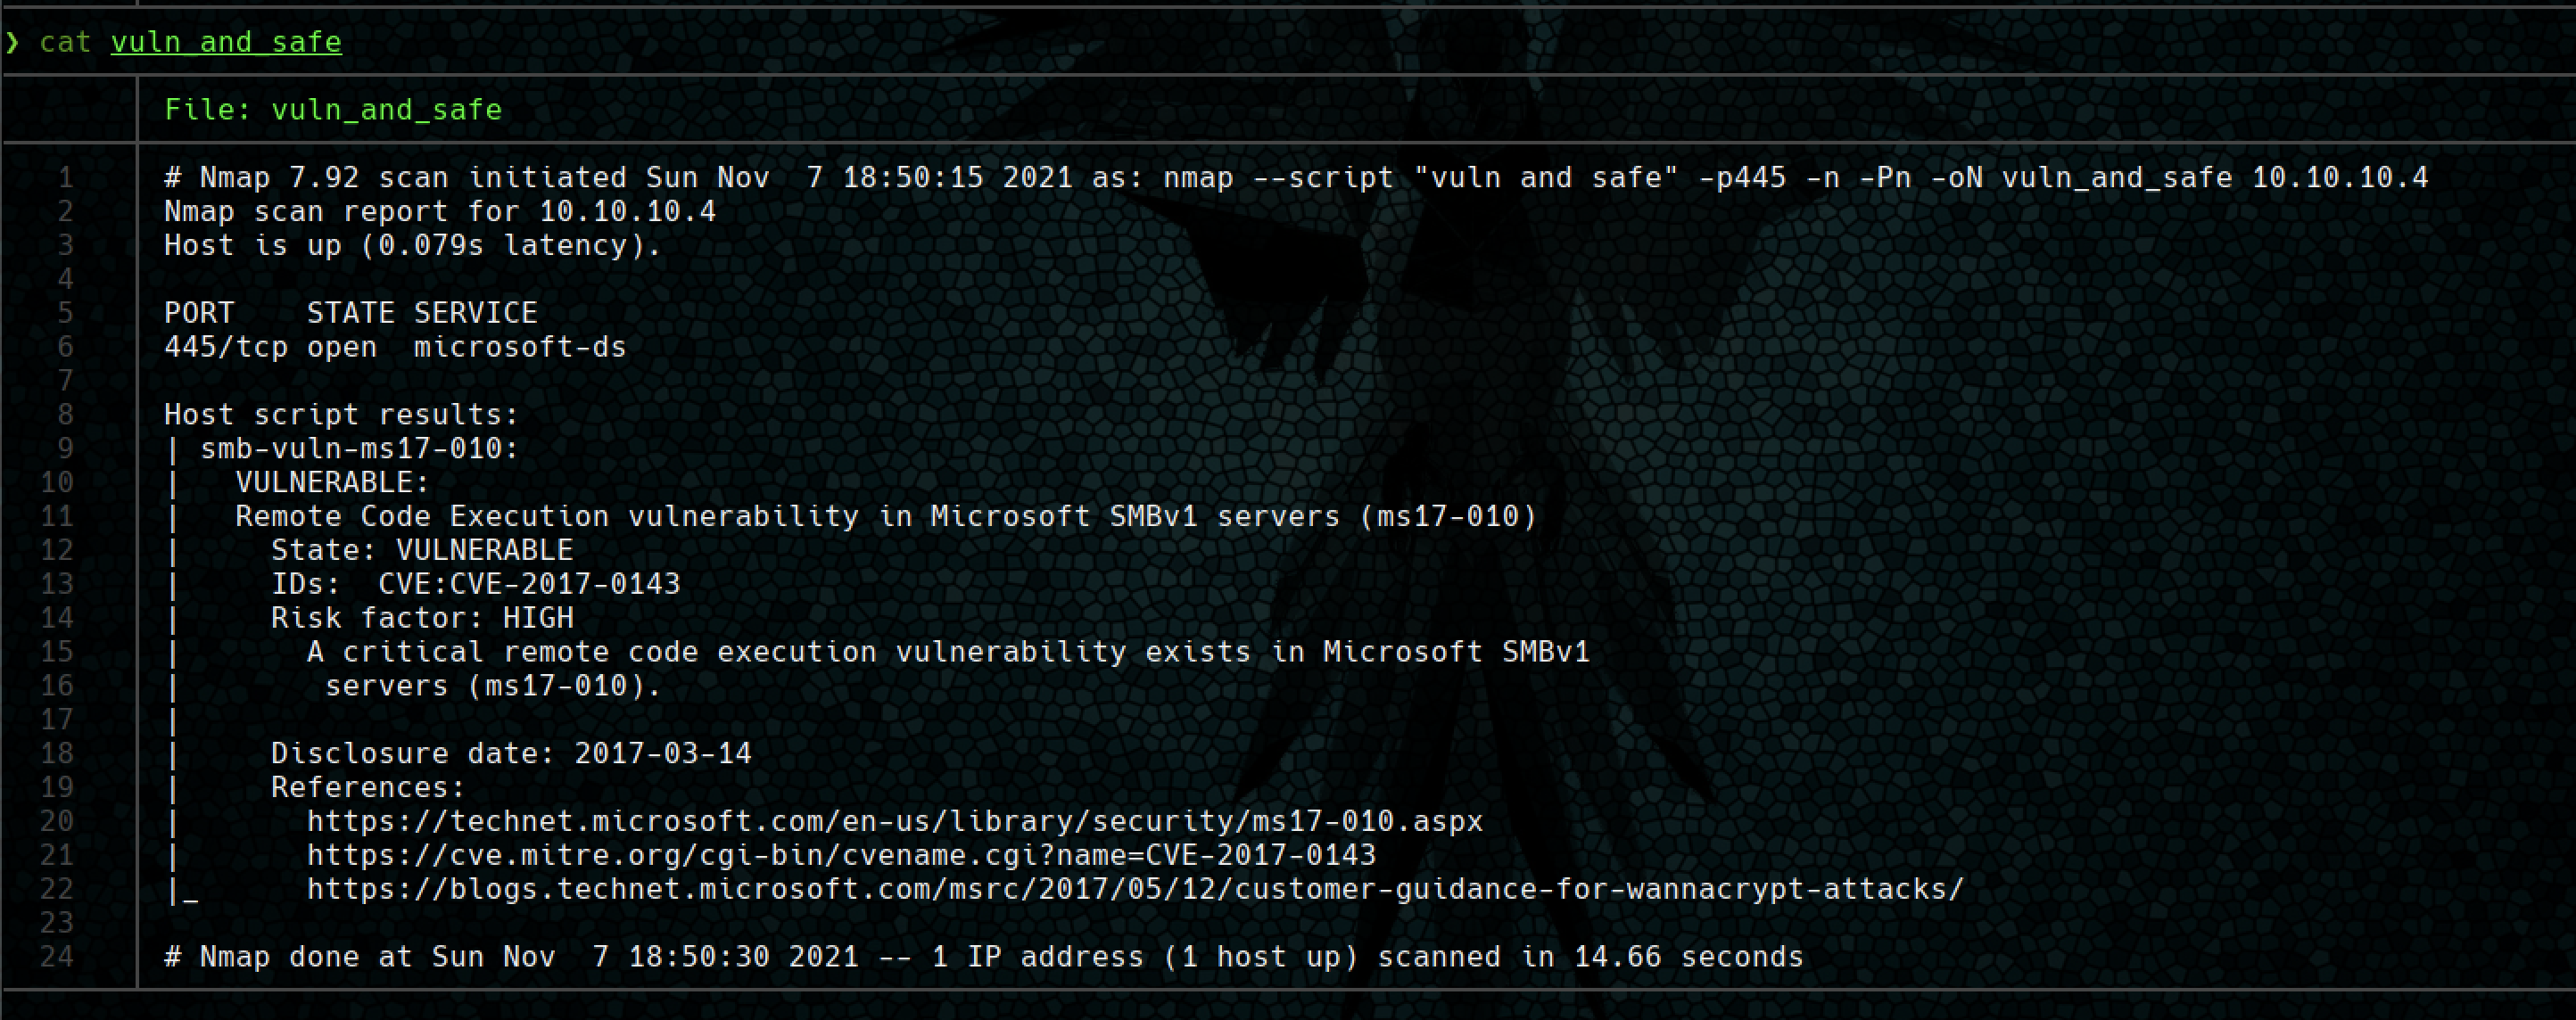 ❯ cat vuln_and_safe
File: vuln_and_safe
1 # Nmap 7.92 scan initiated Sun Nov  7 18:50:15 2021 as: nmap --script "vuln and safe" -p445 -n -Pn -oN vuln_and_safe 10.10.10.4
2 Nmap scan report for 10.10.10.4
3 Host is up (0.079s latency).
4
5 PORT    STATE SERVICE
6 445/tcp open  microsoft-ds
7
8 Host script results:
9 | smb-vuln-ms17-010:
10 |   VULNERABLE:
11 |   Remote Code Execution vulnerability in Microsoft SMBv1 servers (ms17-010)
12 |     State: VULNERABLE
13 |     IDs:  CVE:CVE-2017-0143
14 |     Risk factor: HIGH
15 |       A critical remote code execution vulnerability exists in Microsoft SMBv1
16 |        servers (ms17-010).
17 |
18 |     Disclosure date: 2017-03-14
19 |     References:
20 |       https://technet.microsoft.com/en-us/library/security/ms17-010.aspx
21 |       https://cve.mitre.org/cgi-bin/cvename.cgi?name=CVE-2017-0143
22 |_      https://blogs.technet.microsoft.com/msrc/2017/05/12/customer-guidance-for-wannacrypt-attacks/
23
24 # Nmap done at Sun Nov  7 18:50:30 2021 -- 1 IP address (1 host up) scanned in 14.66 seconds